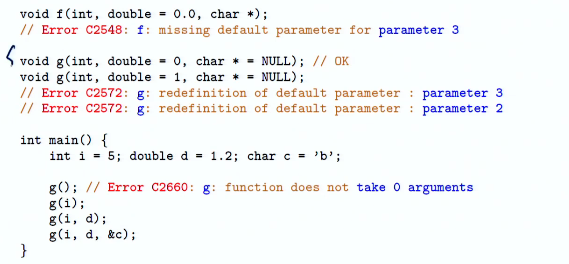 void f(int, double = 0.0, char *);
// Error C2548: f: missing default parameter for parameter 3
void g(int, double = 0, char * = NULL); // OK
void g(int, double = 1, char * = NULL);
// Error C2572: g: redefinition of default parameter : parameter 3
// Error C2572: g: redefinition of default parameter : parameter 2
int main() {
int i = 5; double d = 1.2; char c = 'b';
g(); // Error C2660: g: function does not take 0 arguments
g(i);
g(i, d);
g(i, d, &c);
}